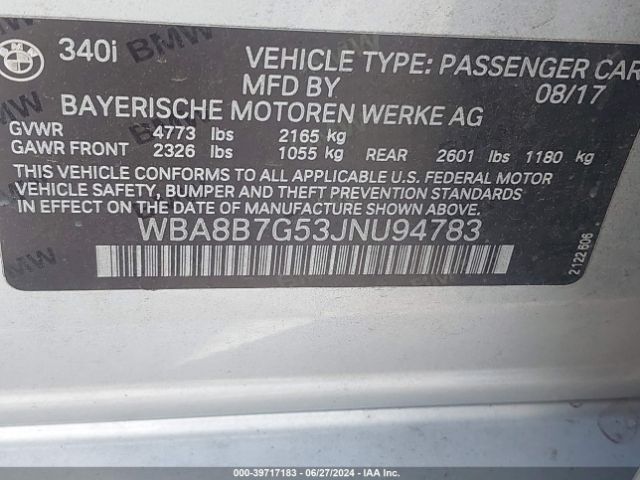 BMW 340i VEHICLE TYPE: PASSENGER CAR
MFD BY 08/17
BAYERISCHE MOTOREN WERKE AG
GVWR 4773 lbs 2165 kg
GAWR FRONT 2326 lbs 1055 kg REAR 2601 lbs 1180 kg
THIS VEHICLE CONFORMS TO ALL APPLICABLE U.S. FEDERAL MOTOR
VEHICLE SAFETY, BUMPER AND THEFT PREVENTION STANDARDS
IN EFFECT ON THE DATE OF MANUFACTURE SHOWN ABOVE.
WBA8B7G53JNU94783
2122 606
000-39717183 - 06/27/2024 - IAA Inc.